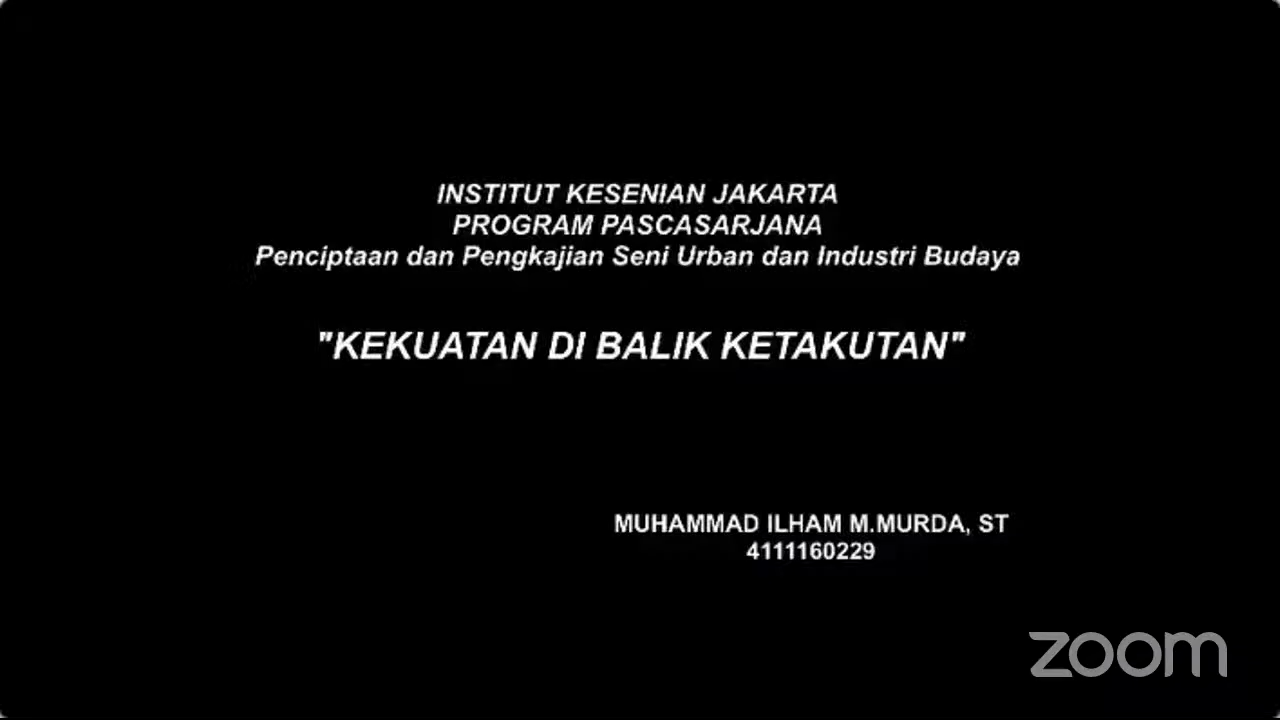 INSTITUT KESENIAN JAKARTA
PROGRAM PASCASARJANA
Penciptaan dan Pengkajian Seni Urban dan Industri Budaya
"KEKUATAN DI BALIK KETAKUTAN"
MUHAMMAD ILHAM M.MURDA, ST
4111160229
zoom